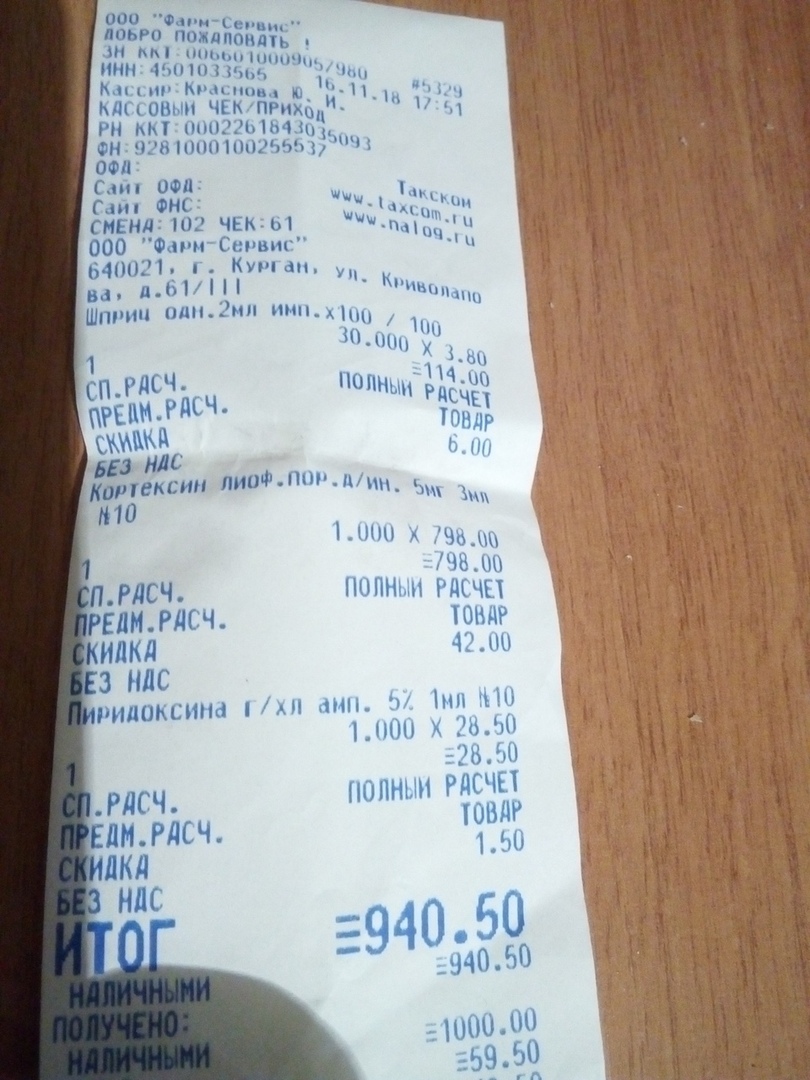 ООО "Фарм-Сервис"
ДОБРО ПОЖАЛОВАТЬ !
ЗН ККТ:0066010009057980 #5329
ИНН:4501033565 16.11.18 17:51
Кассир:Краснова Ю. И.
КАССОВЫЙ ЧЕК/ПРИХОД
РН ККТ:0002261843035093
ФН:9281000100255537
ОФД: Такском
Сайт ОФД: www.taxcom.ru
Сайт ФНС: www.nalog.ru
СМЕНА:102 ЧЕК:61
ООО "Фарм-Сервис"
640021, г. Курган, ул. Криволапо
ва, д.61/III
Шприц одн.2мл имп.x100 / 100
30.000 X 3.80
1 ≡114.00
СП.РАСЧ. ПОЛНЫЙ РАСЧЕТ
ПРЕДМ.РАСЧ. ТОВАР
СКИДКА 6.00
БЕЗ НДС
Кортексин лиоф.пор.д/ин. 5мг 3мл
№10
1.000 X 798.00
1 ≡798.00
СП.РАСЧ. ПОЛНЫЙ РАСЧЕТ
ПРЕДМ.РАСЧ. ТОВАР
СКИДКА 42.00
БЕЗ НДС
Пиридоксина г/хл амп. 5% 1мл №10
1.000 X 28.50
1 ≡28.50
СП.РАСЧ. ПОЛНЫЙ РАСЧЕТ
ПРЕДМ.РАСЧ. ТОВАР
СКИДКА 1.50
БЕЗ НДС
ИТОГ ≡940.50
НАЛИЧНЫМИ ≡940.50
ПОЛУЧЕНО:
НАЛИЧНЫМИ ≡1000.00
≡59.50